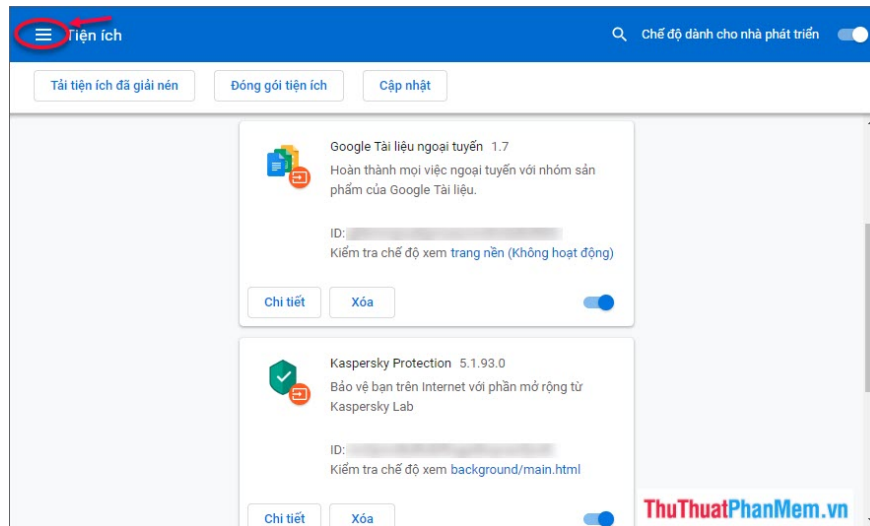 Tiện ích
Chế độ dành cho nhà phát triển
Tải tiện ích đã giải nén
Đóng gói tiện ích
Cập nhật
Google Tài liệu ngoại tuyến 1.7
Hoàn thành mọi việc ngoại tuyến với nhóm sản
phẩm của Google Tài liệu.
ID:
Kiểm tra chế độ xem trang nền (Không hoạt động)
Chi tiết
Xóa
Kaspersky Protection 5.1.93.0
Bảo vệ bạn trên Internet với phần mở rộng từ
Kaspersky Lab
ID:
Kiểm tra chế độ xem background/main.html
Chi tiết
Xóa
ThuThuatPhanMem.vn